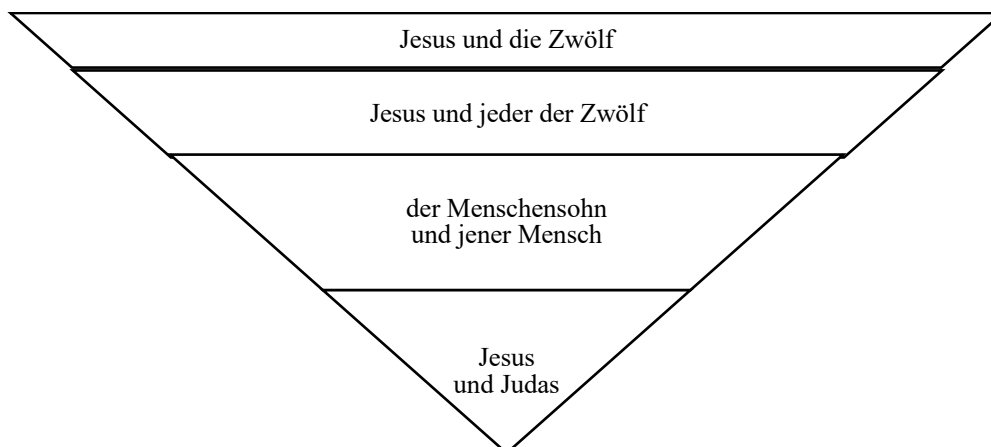 Jesus und die Zwölf
Jesus und jeder der Zwölf
der Menschensohn
und jener Mensch
Jesus
und Judas